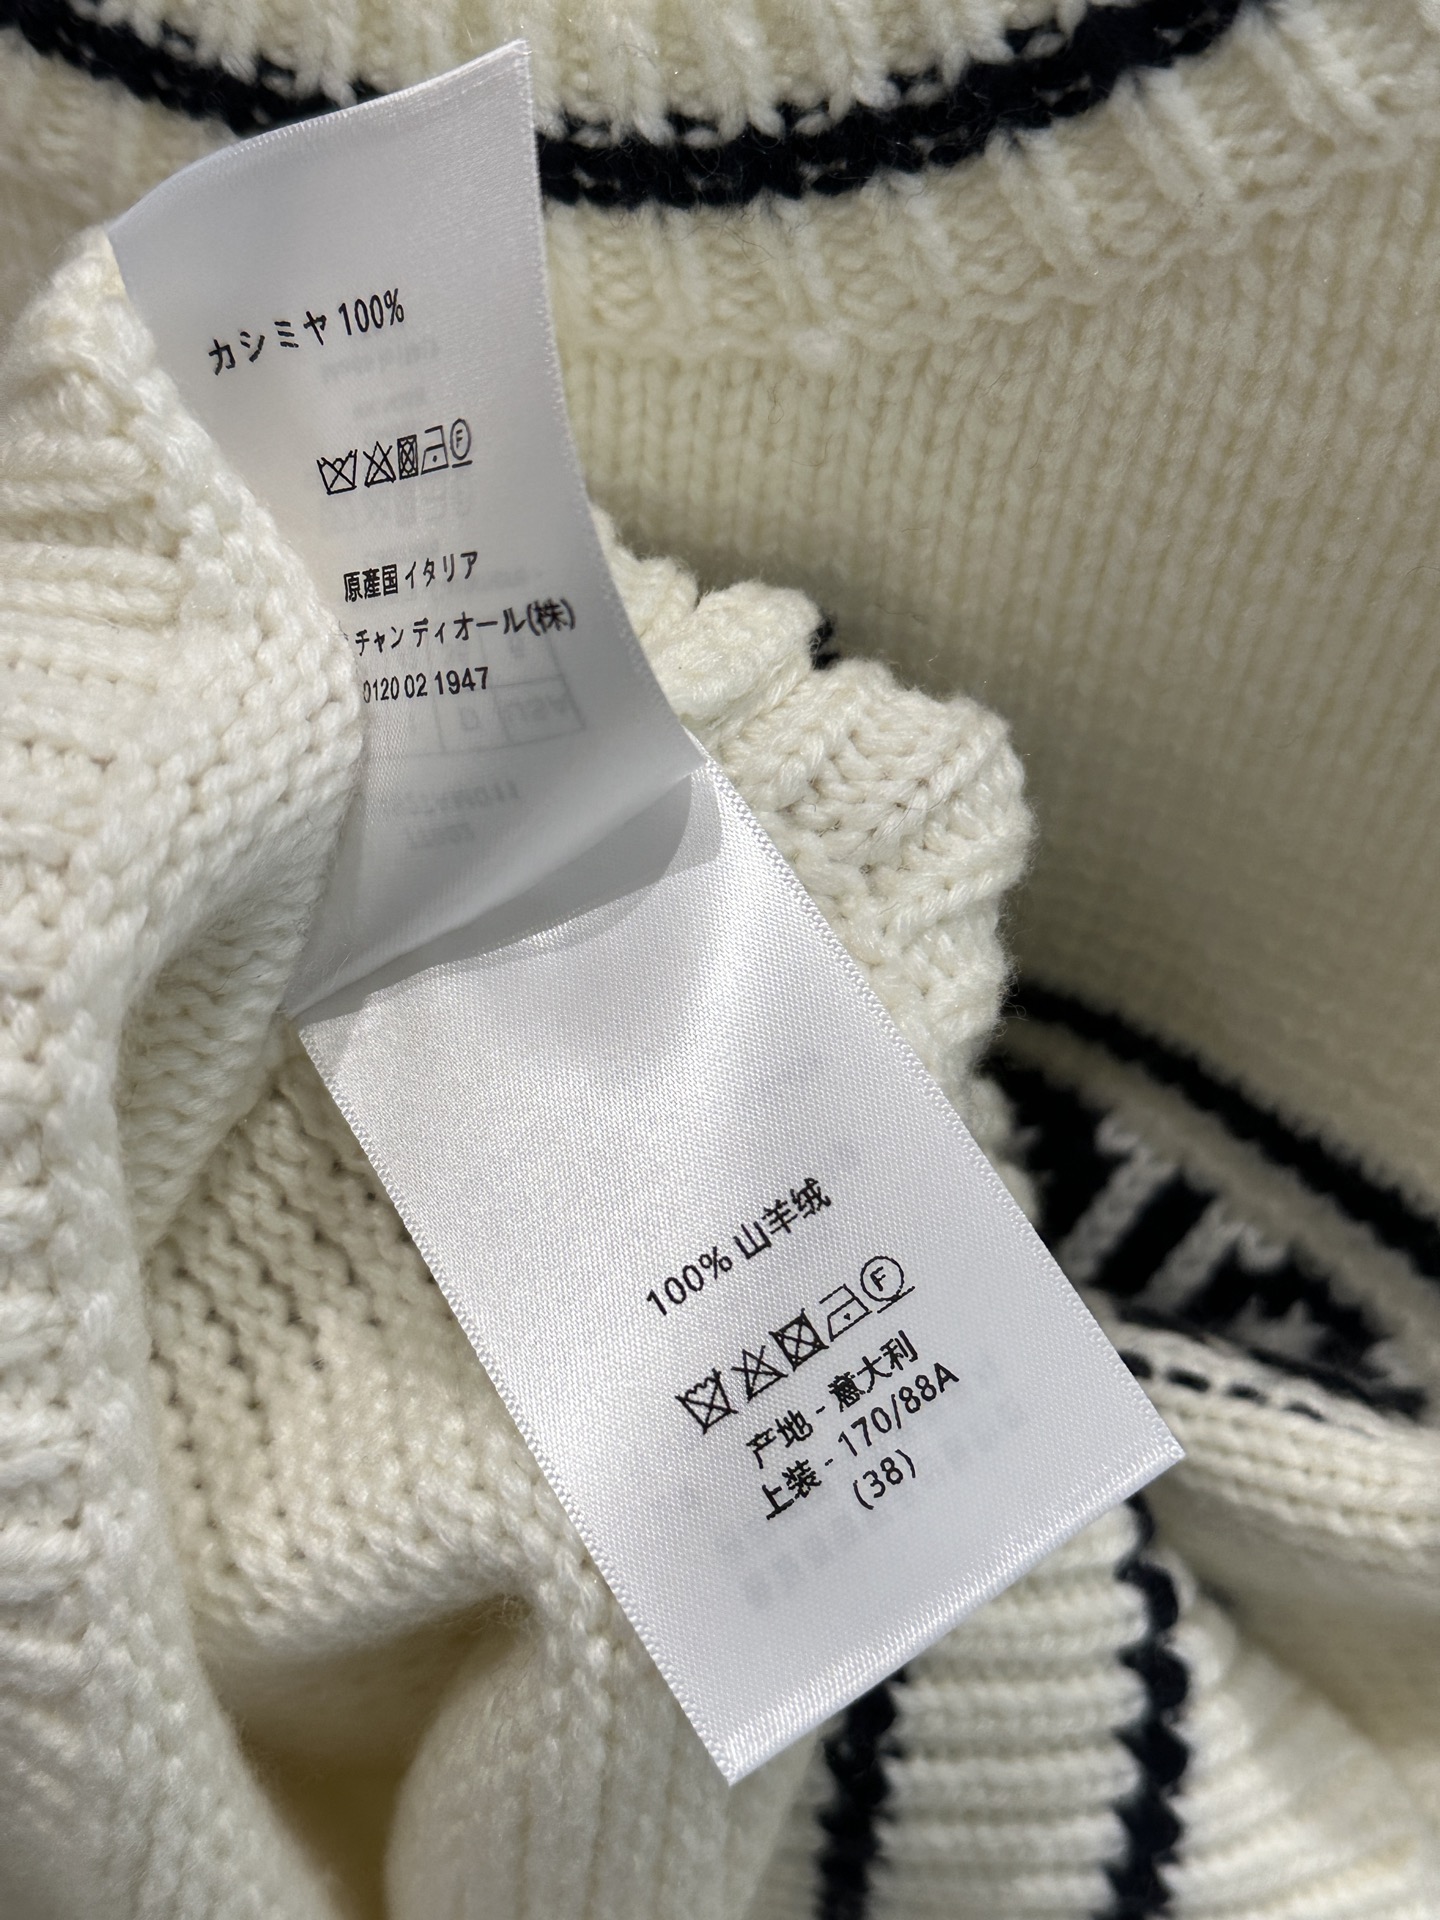 カシミヤ 100%
F
原産国 イタリア
チャン ディオール(株)
0120 02 1947
100% 山羊绒
F
产地 - 意大利
上装 - 170/88A
(38)